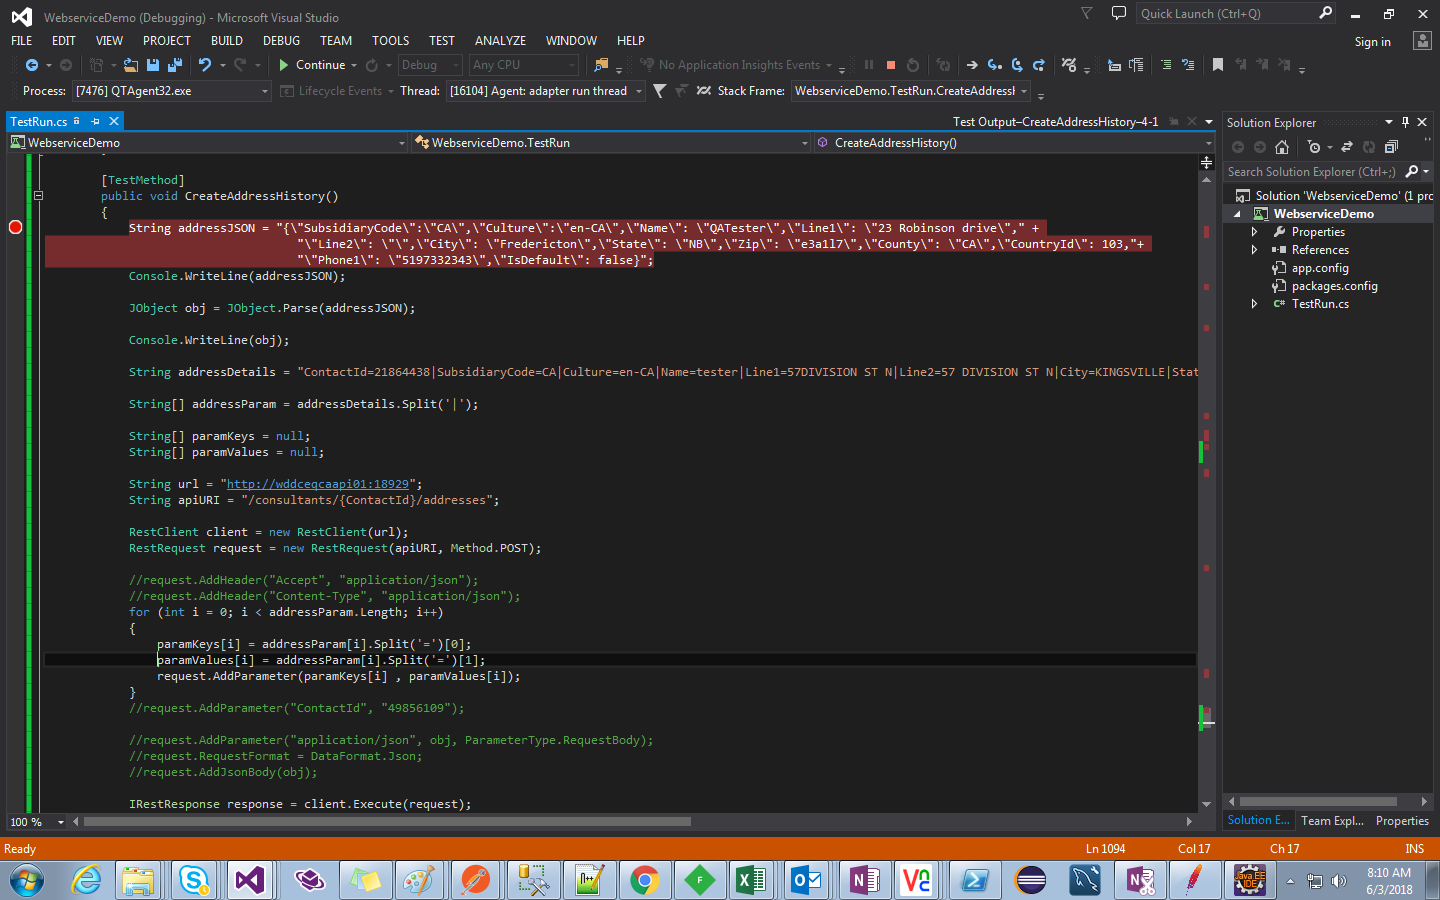 WebserviceDemo (Debugging) - Microsoft Visual Studio
Quick Launch (Ctrl+Q)
FILE EDIT VIEW PROJECT BUILD DEBUG TEAM TOOLS TEST ANALYZE WINDOW HELP
Sign in
Continue Debug Any CPU No Application Insights Events
Process: [7476] QTAgent32.exe Lifecycle Events Thread: [16104] Agent: adapter run thread Stack Frame: WebserviceDemo.TestRun.CreateAddressH
TestRun.cs Test Output–CreateAddressHistory–4-1
WebserviceDemo WebserviceDemo.TestRun CreateAddressHistory()
[TestMethod]
public void CreateAddressHistory()
{
String addressJSON = "{\"SubsidiaryCode\":\"CA\",\"Culture\":\"en-CA\",\"Name\": \"QATester\",\"Line1\": \"23 Robinson drive\"," +
"\"Line2\": \"\",\"City\": \"Fredericton\",\"State\": \"NB\",\"Zip\": \"e3a1l7\",\"County\": \"CA\",\"CountryId\": 103,"+
"\"Phone1\": \"5197332343\",\"IsDefault\": false}";
Console.WriteLine(addressJSON);
JObject obj = JObject.Parse(addressJSON);
Console.WriteLine(obj);
String addressDetails = "ContactId=21864438|SubsidiaryCode=CA|Culture=en-CA|Name=tester|Line1=57DIVISION ST N|Line2=57 DIVISION ST N|City=KINGSVILLE|Stat
String[] addressParam = addressDetails.Split('|');
String[] paramKeys = null;
String[] paramValues = null;
String url = "http://wddceqcaapi01:18929";
String apiURI = "/consultants/{ContactId}/addresses";
RestClient client = new RestClient(url);
RestRequest request = new RestRequest(apiURI, Method.POST);
//request.AddHeader("Accept", "application/json");
//request.AddHeader("Content-Type", "application/json");
for (int i = 0; i < addressParam.Length; i++)
{
paramKeys[i] = addressParam[i].Split('=')[0];
paramValues[i] = addressParam[i].Split('=')[1];
request.AddParameter(paramKeys[i] , paramValues[i]);
}
//request.AddParameter("ContactId", "49856109");
//request.AddParameter("application/json", obj, ParameterType.RequestBody);
//request.RequestFormat = DataFormat.Json;
//request.AddJsonBody(obj);
IRestResponse response = client.Execute(request);
100 %
Solution Explorer
Search Solution Explorer (Ctrl+;)
Solution 'WebserviceDemo' (1 pro
WebserviceDemo
Properties
References
app.config
packages.config
C# TestRun.cs
Solution E... Team Expl... Properties
Ready Ln 1094 Col 17 Ch 17 INS
8:10 AM
6/3/2018